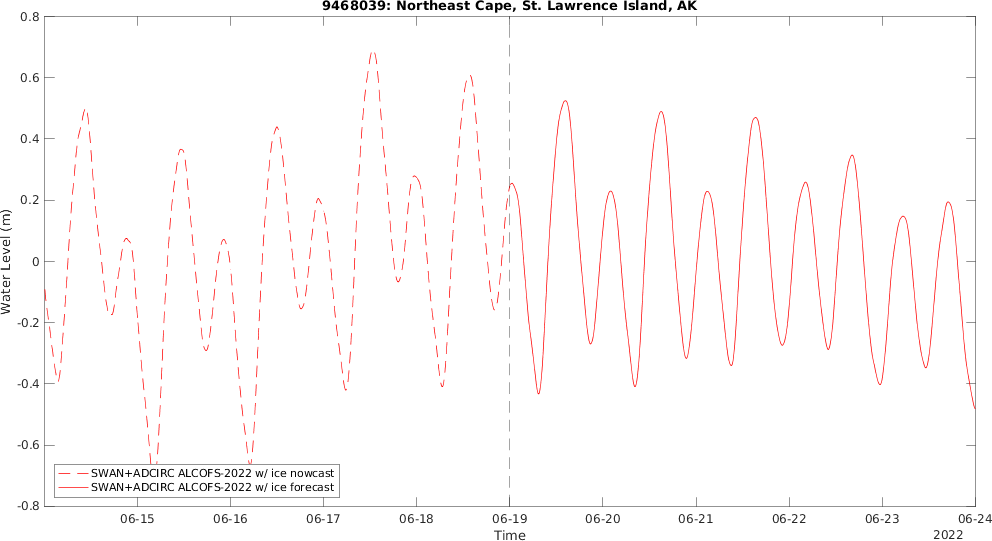 9468039: Northeast Cape, St. Lawrence Island, AK
0.8
0.6
0.4
0.2
0
-0.2
-0.4
-0.6
-0.8
Water Level (m)
SWAN+ADCIRC ALCOFS-2022 w/ ice nowcast
SWAN+ADCIRC ALCOFS-2022 w/ ice forecast
06-15 06-16 06-17 06-18 06-19 06-20 06-21 06-22 06-23 06-24
Time
2022